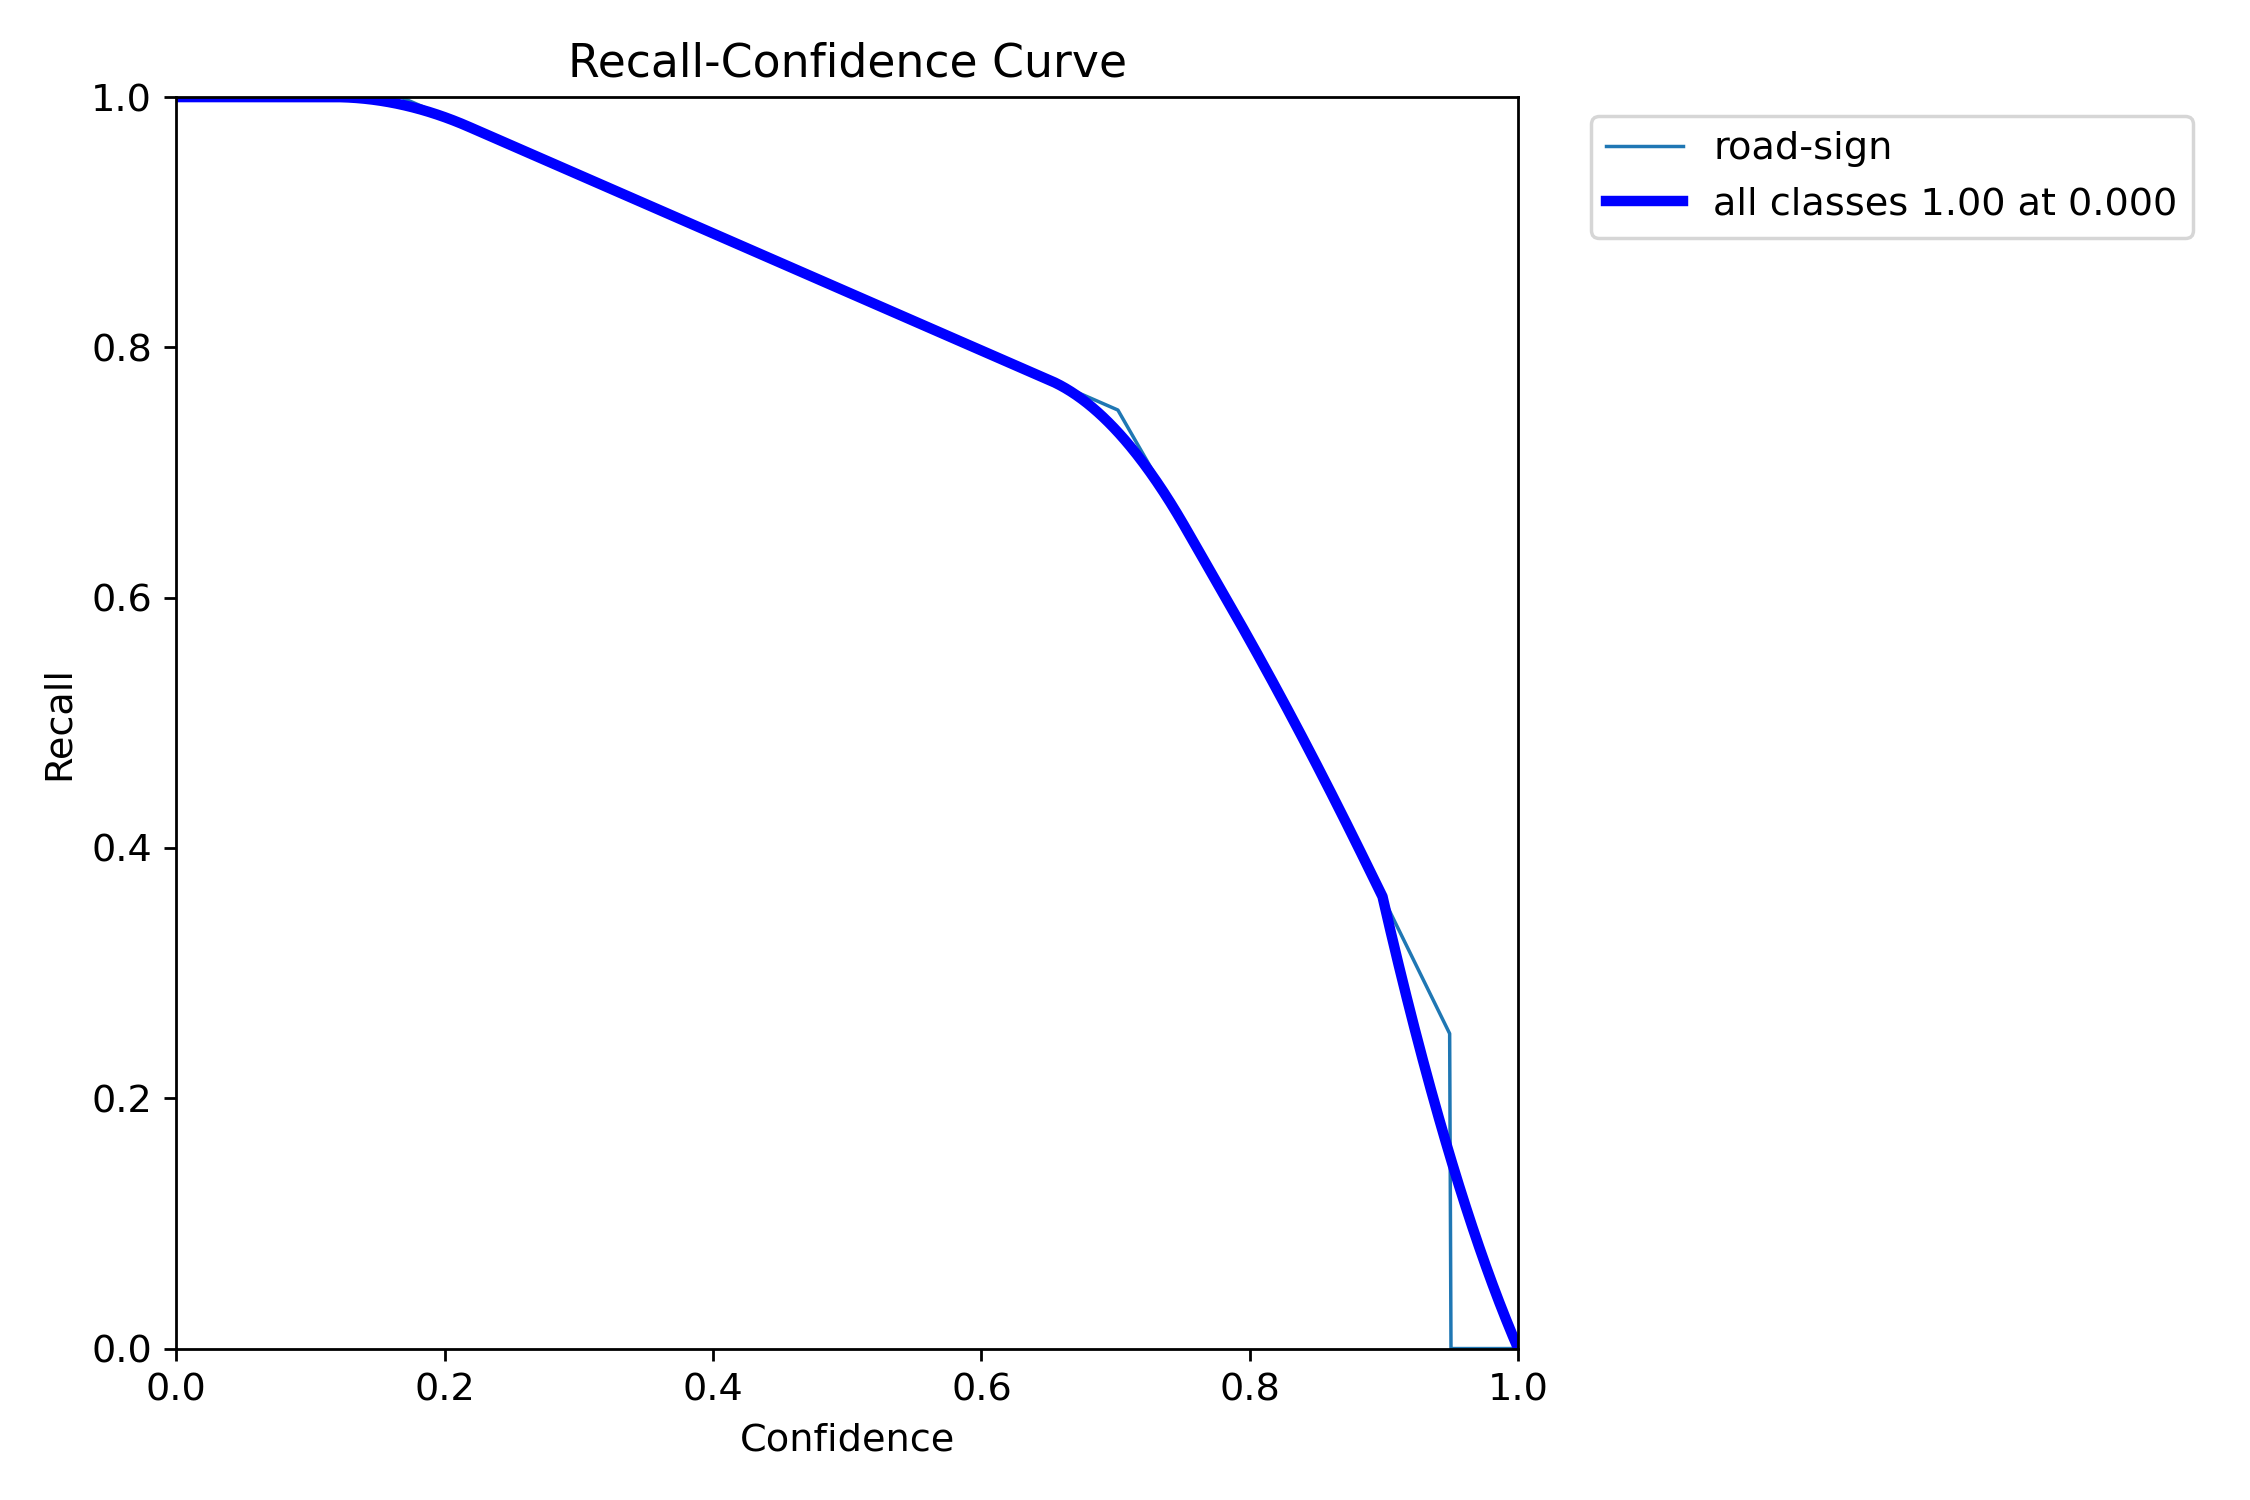 Recall-Confidence Curve
1.0
0.8
0.6
0.4
0.2
0.0
Recall
0.0 0.2 0.4 0.6 0.8 1.0
Confidence
road-sign
all classes 1.00 at 0.000